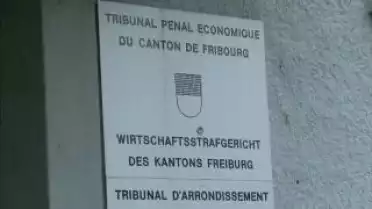 TRIBUNAL PENAL ECONOMIQUE
DU CANTON DE FRIBOURG
WIRTSCHAFTSSTRAFGERICHT
DES KANTONS FREIBURG
TRIBUNAL D'ARRONDISSEMENT